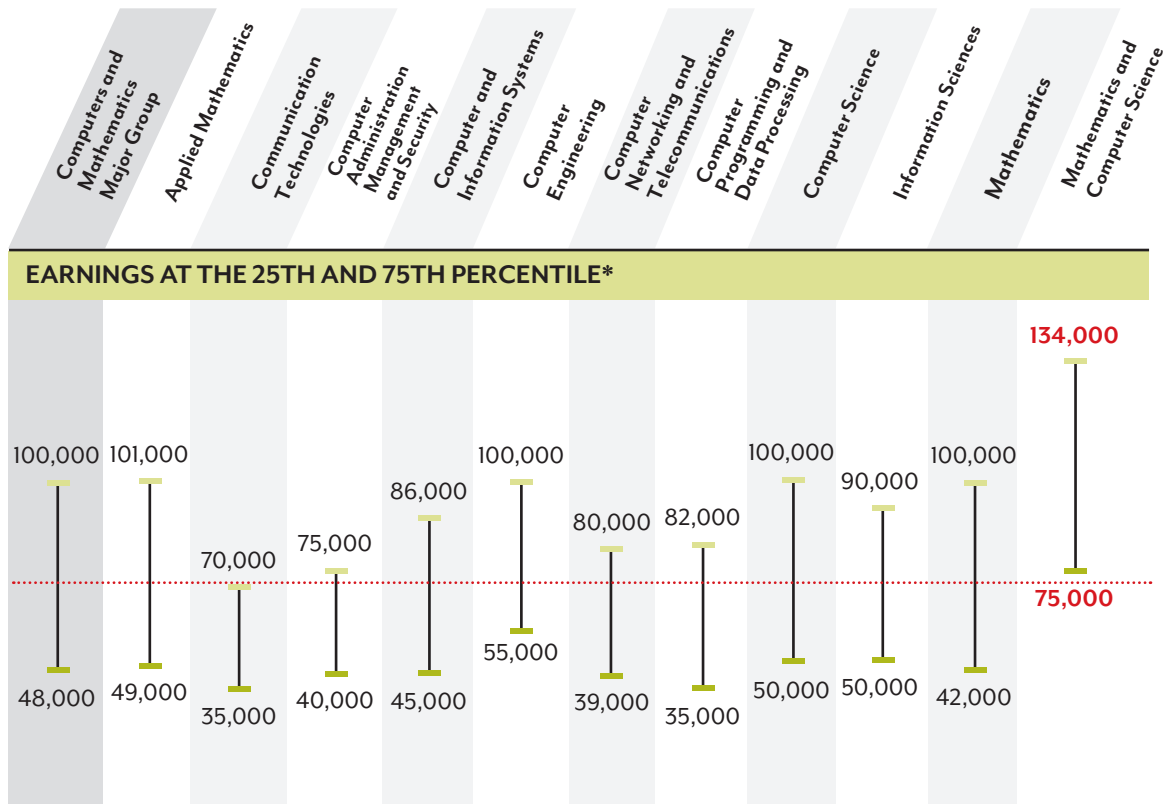 Computers and
Mathematics
Major Group
Applied Mathematics
Communication
Technologies
Computer
Administration
Management
and Security
Computer and
Information Systems
Computer
Engineering
Computer
Networking and
Telecommunications
Computer
Programing and
Data Processing
Computer Science
Information Sciences
Mathematics
Mathematics and
Computer Science
EARNINGS AT THE 25TH AND 75TH PERCENTILE*
134,000
100,000
101,000
70,000
75,000
86,000
100,000
80,000
82,000
100,000
90,000
100,000
75,000
48,000
49,000
35,000
40,000
45,000
55,000
39,000
35,000
50,000
50,000
42,000